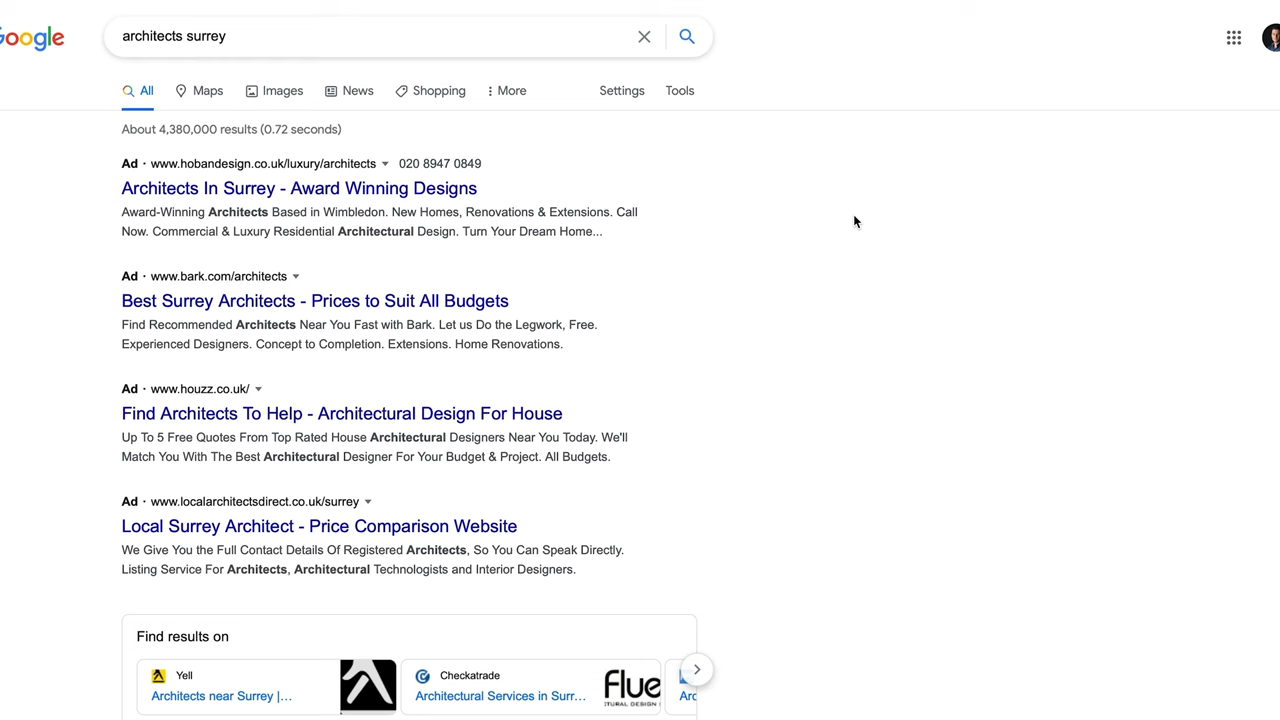 Google
architects surrey
All Maps Images News Shopping More Settings Tools
About 4,380,000 results (0.72 seconds)
Ad · www.hobandesign.co.uk/luxury/architects 020 8947 0849
Architects In Surrey - Award Winning Designs
Award-Winning Architects Based in Wimbledon. New Homes, Renovations & Extensions. Call
Now. Commercial & Luxury Residential Architectural Design. Turn Your Dream Home...
Ad · www.bark.com/architects
Best Surrey Architects - Prices to Suit All Budgets
Find Recommended Architects Near You Fast with Bark. Let us Do the Legwork, Free.
Experienced Designers. Concept to Completion. Extensions. Home Renovations.
Ad · www.houzz.co.uk/
Find Architects To Help - Architectural Design For House
Up To 5 Free Quotes From Top Rated House Architectural Designers Near You Today. We'll
Match You With The Best Architectural Designer For Your Budget & Project. All Budgets.
Ad · www.localarchitectsdirect.co.uk/surrey
Local Surrey Architect - Price Comparison Website
We Give You the Full Contact Details Of Registered Architects, So You Can Speak Directly.
Listing Service For Architects, Architectural Technologists and Interior Designers.
Find results on
Yell
Architects near Surrey |...
Checkatrade
Architectural Services in Surr...
Flue
TURAL DESIGN
Arc